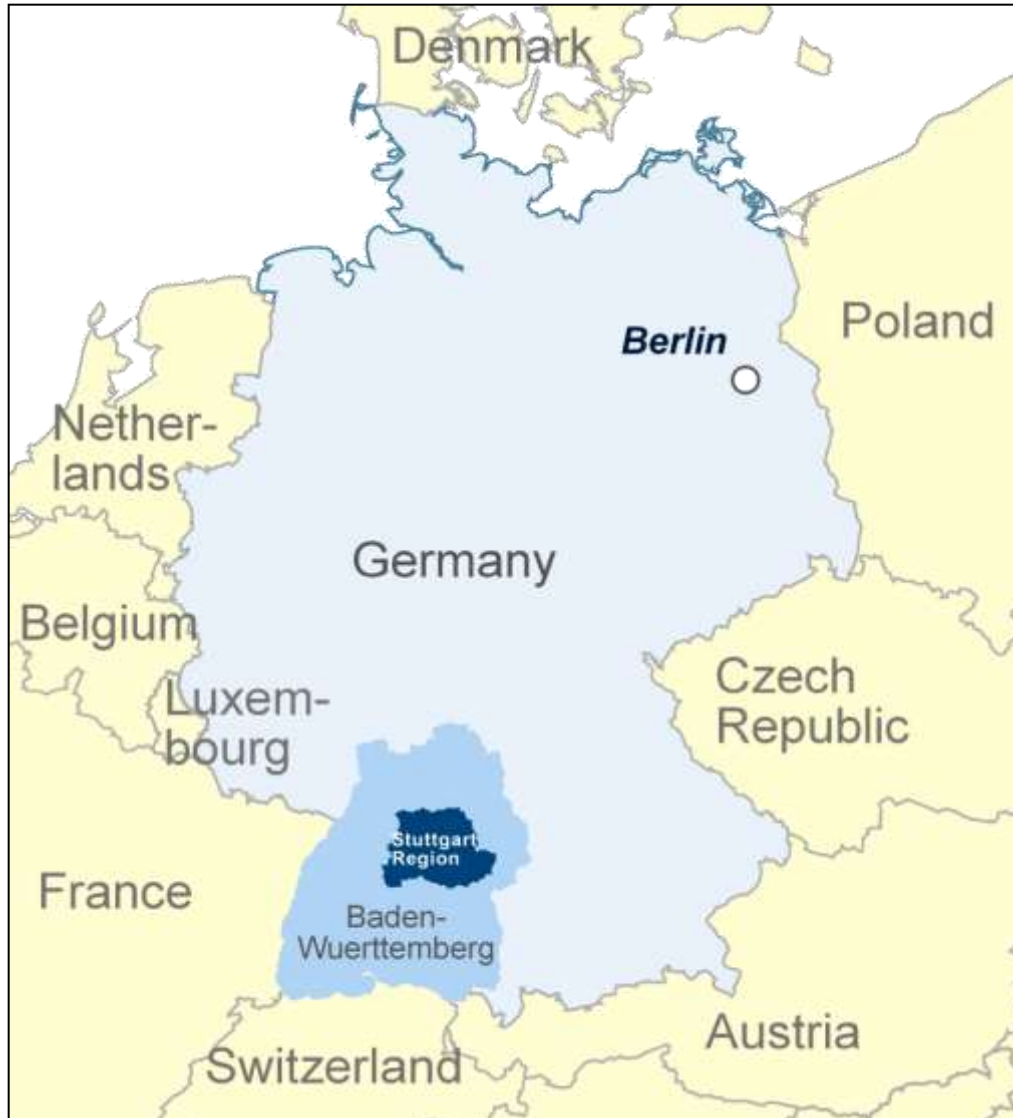 Denmark
Poland
Berlin
Nether-
lands
Germany
Belgium
Czech
Republic
Luxem-
bourg
Stuttgart
Region
France
Baden-
Wuerttemberg
Austria
Switzerland